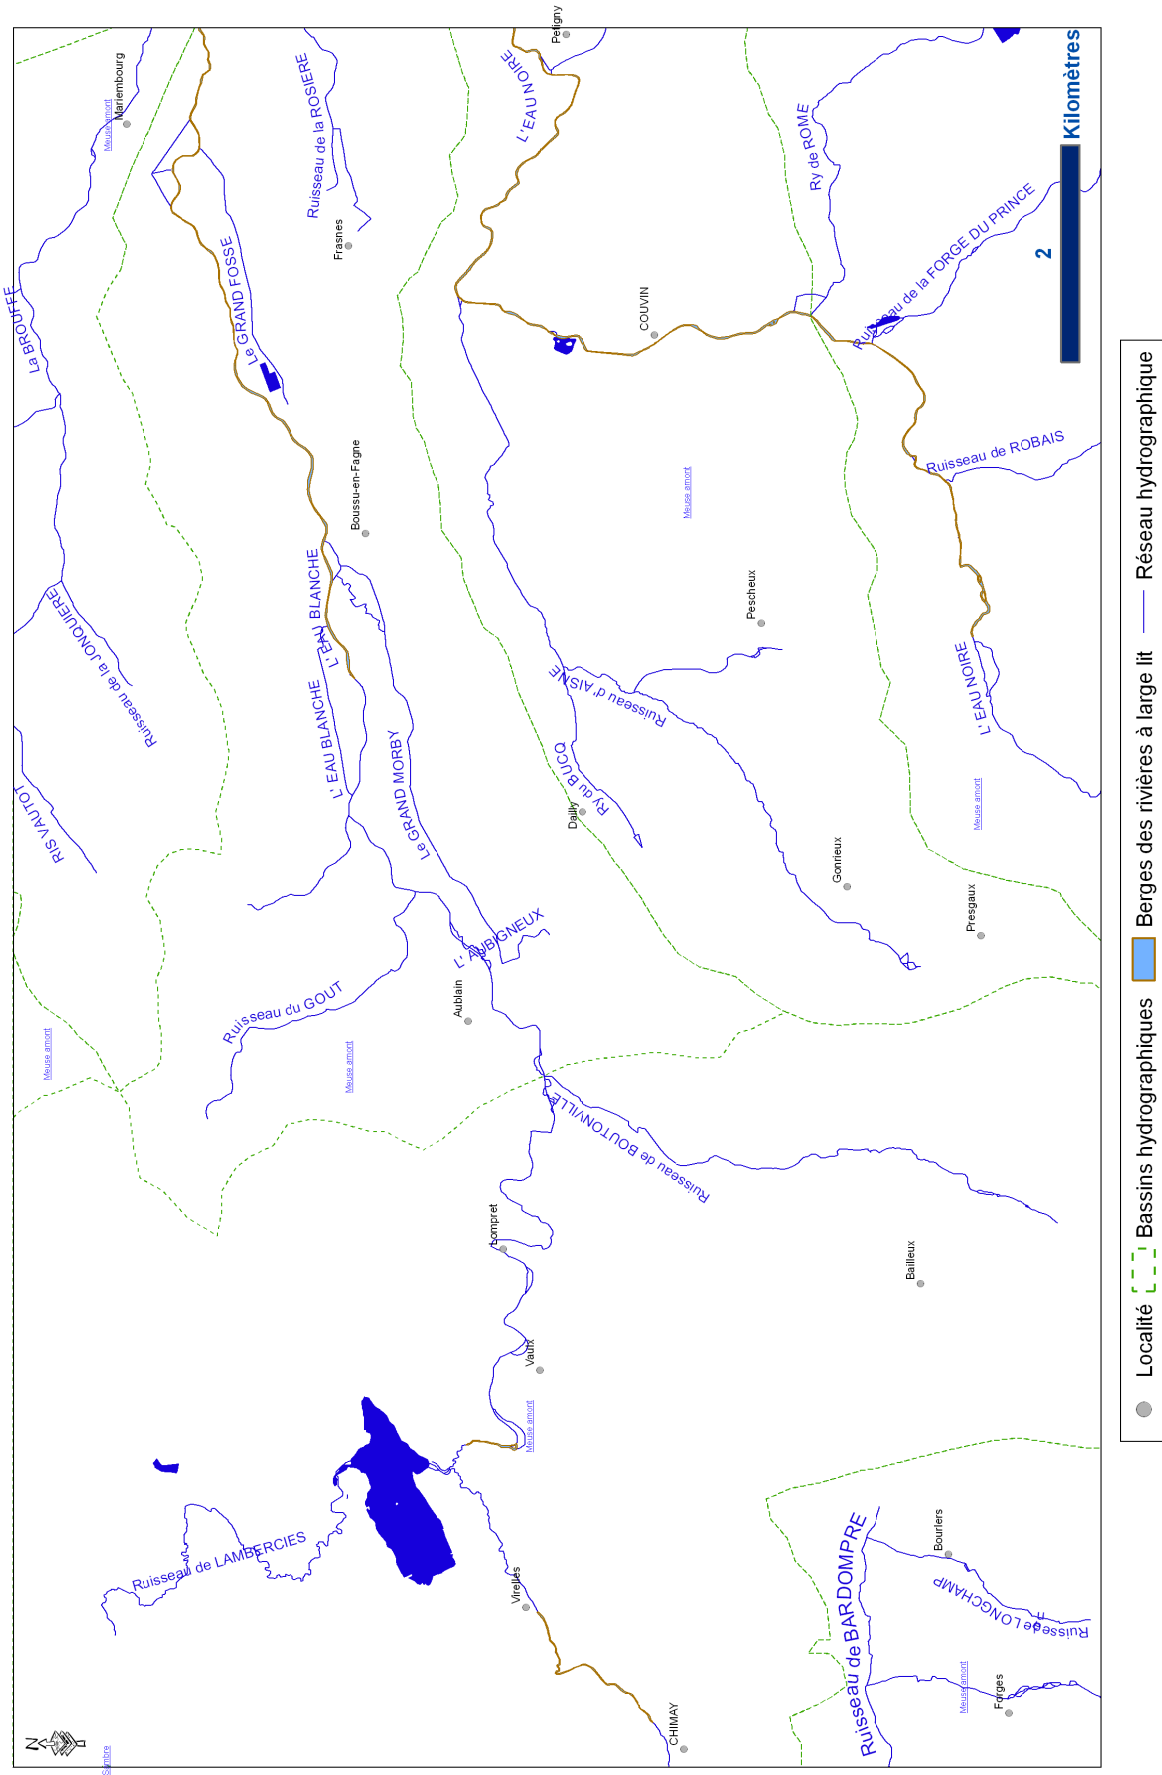 N
Sambre
Ruisseau de LAMBERCIES
Virelles
CHIMAY
Ruisseau de BARDOMPRE
Forges
Meuse amont
Ruisseau de LONGCHAMP
Bourlers
Vaulx
Meuse amont
Lompret
Bailleux
Ruisseau de BOUTONVILLE
Meuse amont
Meuse amont
Ruisseau du GOUT
Aublain
L' AUBIGNEUX
Presgaux
Gonrieux
Meuse amont
RIS VAUTOT
Ruisseau de la JONQUIERE
L' EAU BLANCHE
L' EAU BLANCHE
Le GRAND MORBY
Dailly
Ry du BUCQ
Ruisseau d' AISNE
Pescheux
L' EAU NOIRE
Boussu-en-Fagne
Meuse amont
Ruisseau de ROBAIS
La BROUFFE
Le GRAND FOSSE
Frasnes
COUVIN
Ruisseau de la FORGE DU PRINCE
Meuse amont
Mariembourg
Ruisseau de la ROSIERE
L' EAU NOIRE
Petigny
Ry de ROME
2
Kilomètres
Localité
Bassins hydrographiques
Berges des rivières à large lit
Réseau hydrographique